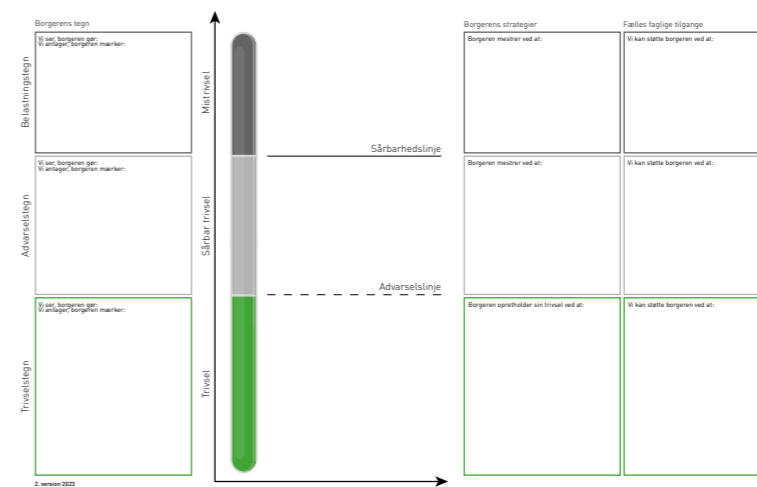 Borgerens tegn
Borgerens strategier
Fælles faglige tilgange
Belastningstegn
Vi ser, borgeren gør:
Vi antager, borgeren mærker:
Mistrivsel
Borgeren mestrer ved at:
Vi kan støtte borgeren ved at:
Sårbarhedslinje
Advarselstegn
Vi ser, borgeren gør:
Vi antager, borgeren mærker:
Sårbar trivsel
Borgeren mestrer ved at:
Vi kan støtte borgeren ved at:
Advarselslinje
Trivselstegn
Vi ser, borgeren gør:
Vi antager, borgeren mærker:
Trivsel
Borgeren opretholder sin trivsel ved at:
Vi kan støtte borgeren ved at:
2. version 2023